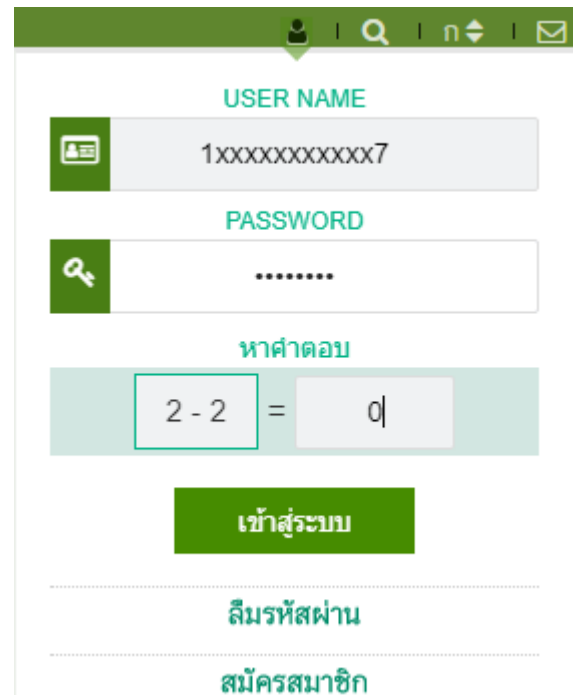 ก
USER NAME
1xxxxxxxxxxx7
PASSWORD
••••••••
หาคำตอบ
2 - 2 = 0
เข้าสู่ระบบ
ลืมรหัสผ่าน
สมัครสมาชิก